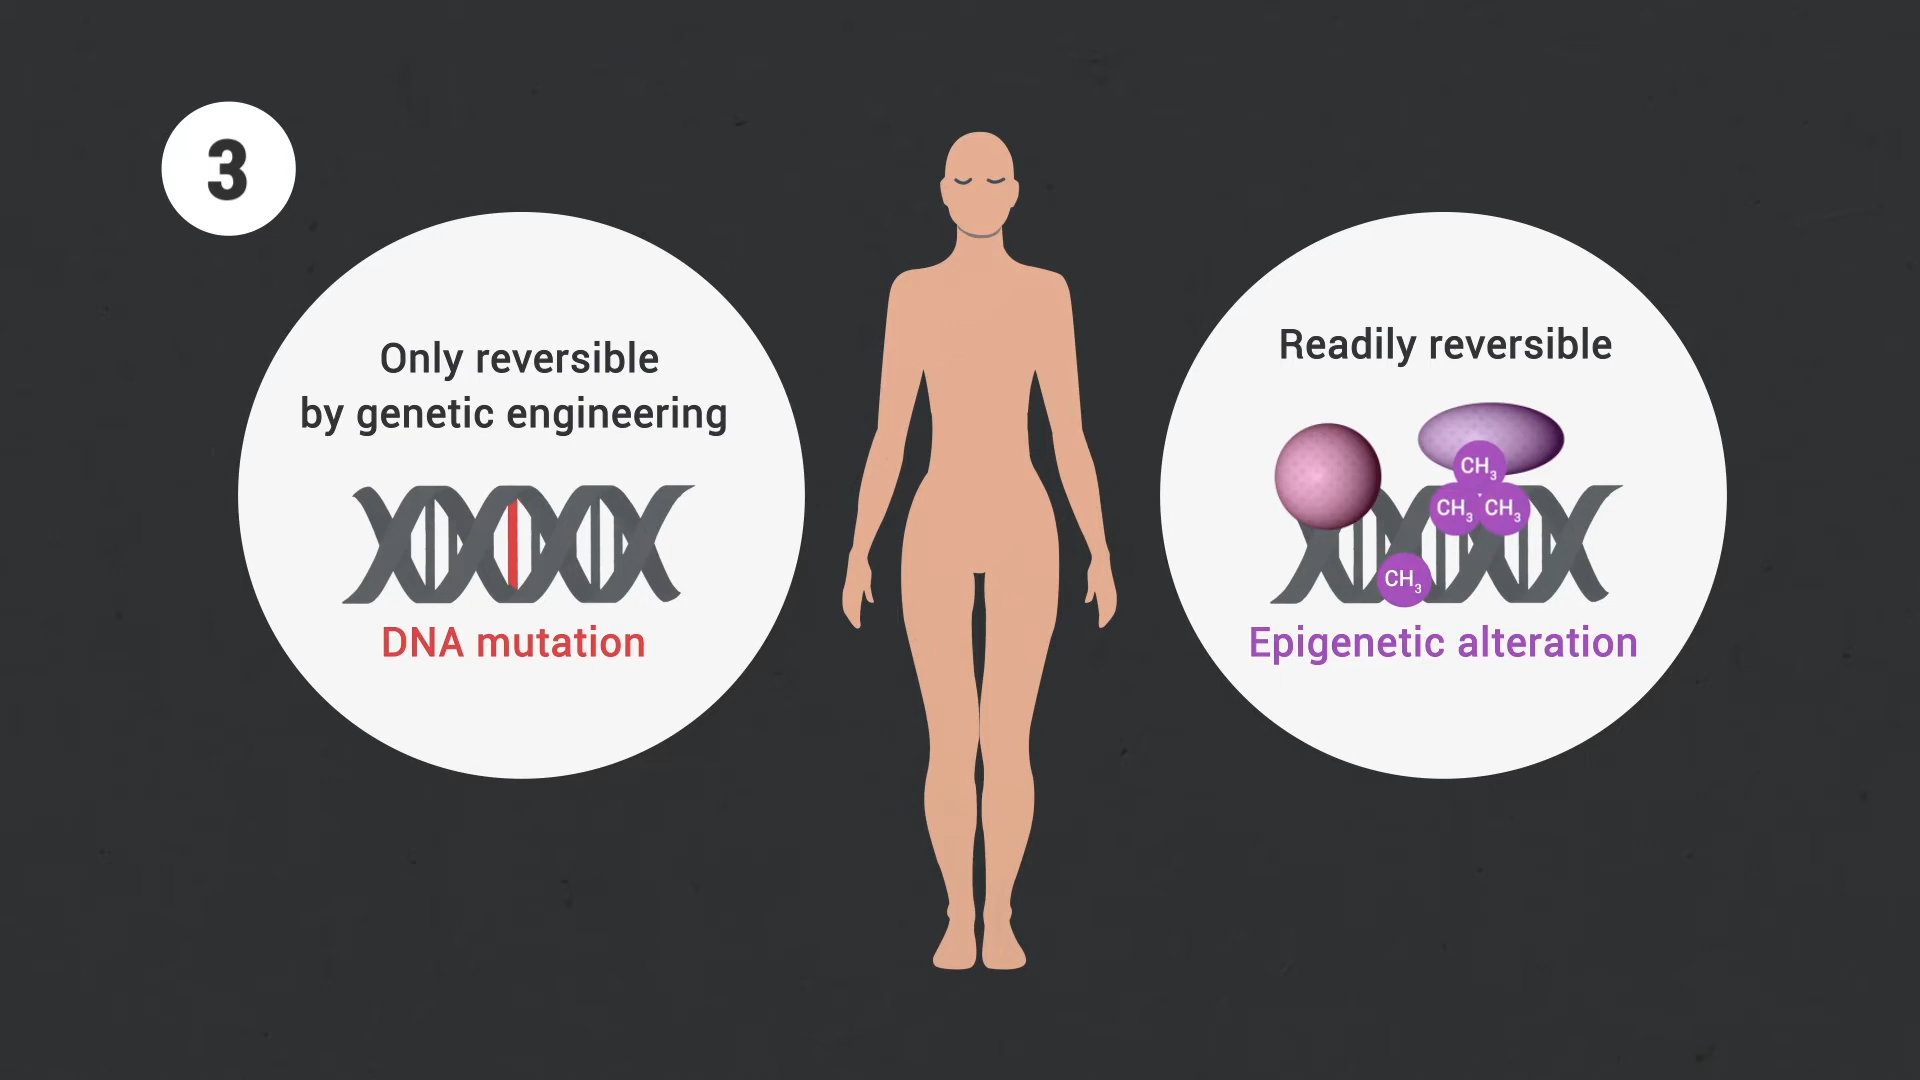 3
Only reversible
by genetic engineering
DNA mutation
Readily reversible
CH₃
CH₃ CH₃
CH₃
Epigenetic alteration